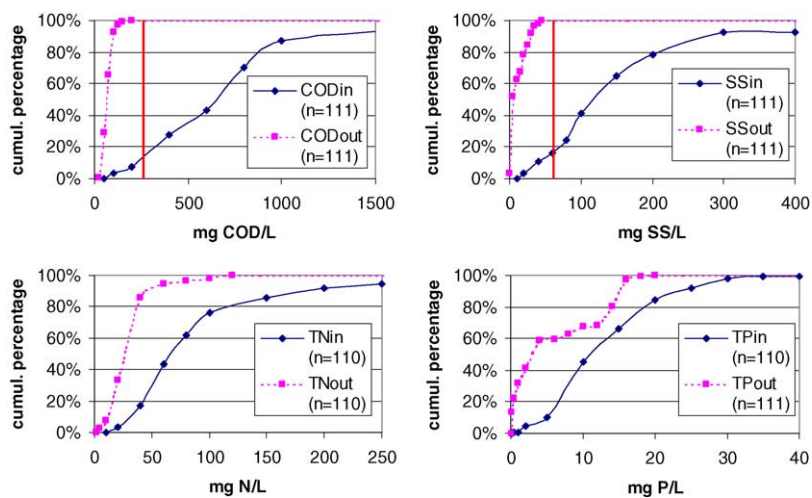 cumul. percentage
100%
80%
60%
40%
20%
0%
CODin
(n=111)
CODout
(n=111)
0
500
1000
1500
mg COD/L
cumul. percentage
100%
80%
60%
40%
20%
0%
SSin
(n=111)
SSout
(n=111)
0
100
200
300
400
mg SS/L
cumul. percentage
100%
80%
60%
40%
20%
0%
TNin
(n=110)
TNout
(n=110)
0
50
100
150
200
250
mg N/L
cumul. percentage
100%
80%
60%
40%
20%
0%
TPin
(n=110)
TPout
(n=111)
0
10
20
30
40
mg P/L